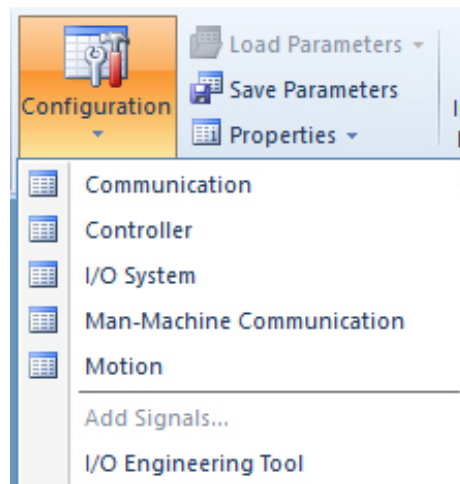 Configuration
Load Parameters
Save Parameters
Properties
Communication
Controller
I/O System
Man-Machine Communication
Motion
Add Signals...
I/O Engineering Tool